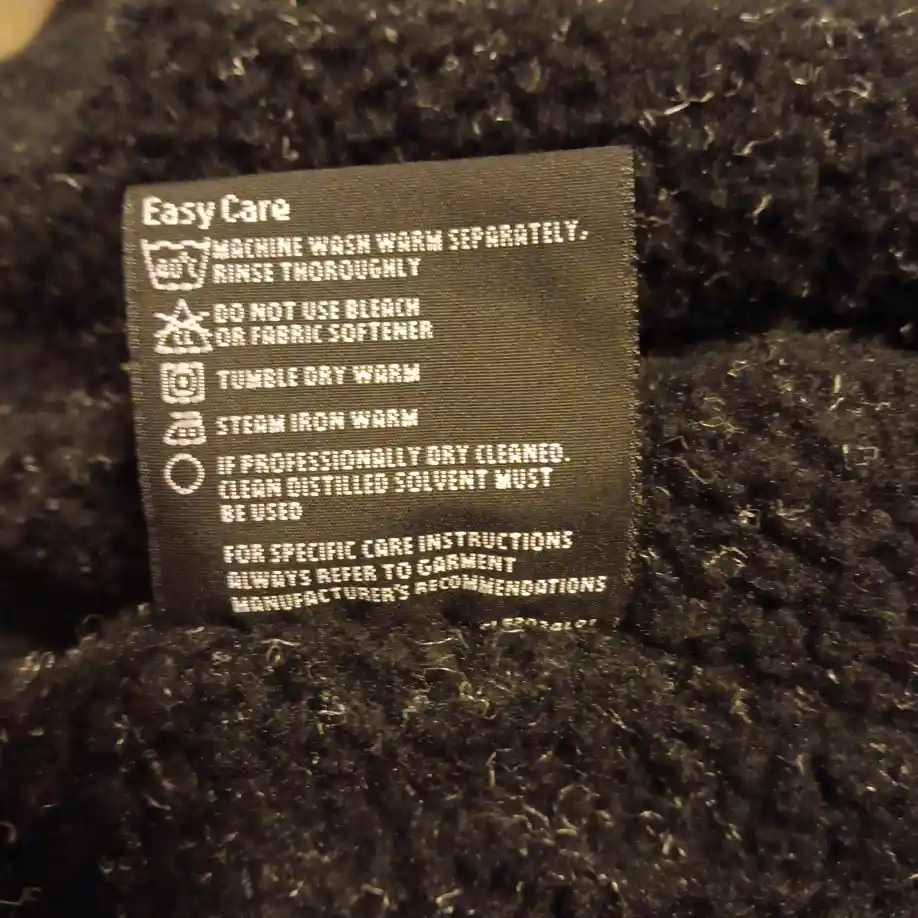 Easy Care
MACHINE WASH WARM SEPARATELY.
RINSE THOROUGHLY
DO NOT USE BLEACH
OR FABRIC SOFTENER
TUMBLE DRY WARM
STEAM IRON WARM
IF PROFESSIONALLY DRY CLEANED.
CLEAN DISTILLED SOLVENT MUST
BE USED
FOR SPECIFIC CARE INSTRUCTIONS
ALWAYS REFER TO GARMENT
MANUFACTURER'S RECOMMENDATIONS